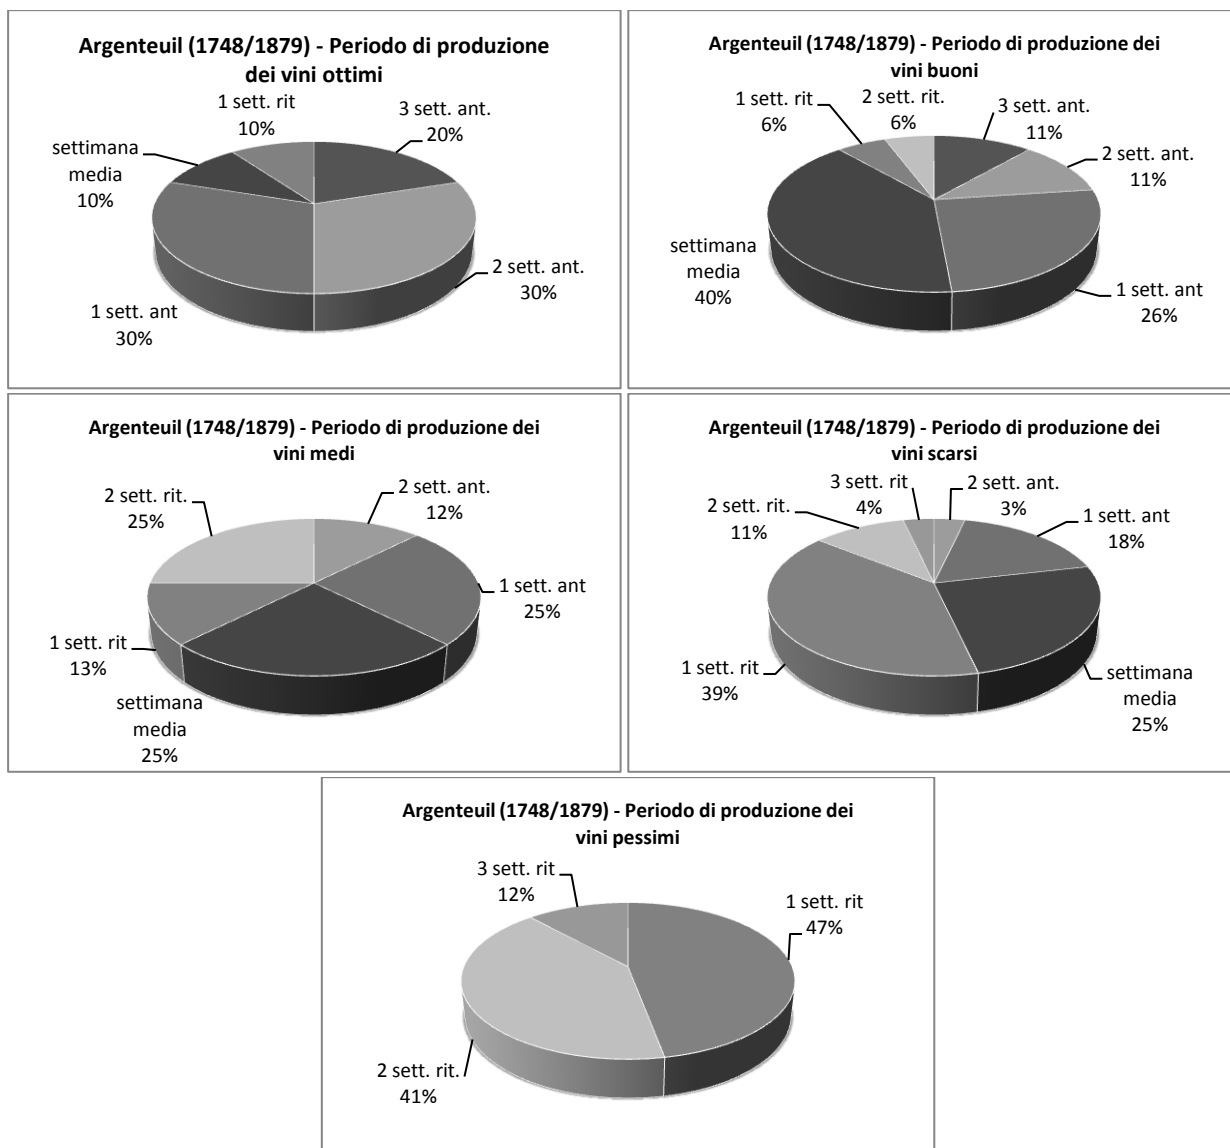 Argenteuil (1748/1879) - Periodo di produzione
dei vini ottimi
1 sett. rit
10%
3 sett. ant.
20%
settimana
media
10%
2 sett. ant.
30%
1 sett. ant
30%
Argenteuil (1748/1879) - Periodo di produzione dei
vini buoni
1 sett. rit
6%
2 sett. rit.
6%
3 sett. ant.
11%
2 sett. ant.
11%
settimana
media
40%
1 sett. ant
26%
Argenteuil (1748/1879) - Periodo di produzione dei
vini medi
2 sett. rit.
25%
2 sett. ant.
12%
1 sett. ant
25%
1 sett. rit
13%
settimana
media
25%
Argenteuil (1748/1879) - Periodo di produzione dei
vini scarsi
3 sett. rit
4%
2 sett. ant.
3%
2 sett. rit.
11%
1 sett. ant
18%
1 sett. rit
39%
settimana
media
25%
Argenteuil (1748/1879) - Periodo di produzione dei
vini pessimi
3 sett. rit
12%
1 sett. rit
47%
2 sett. rit.
41%